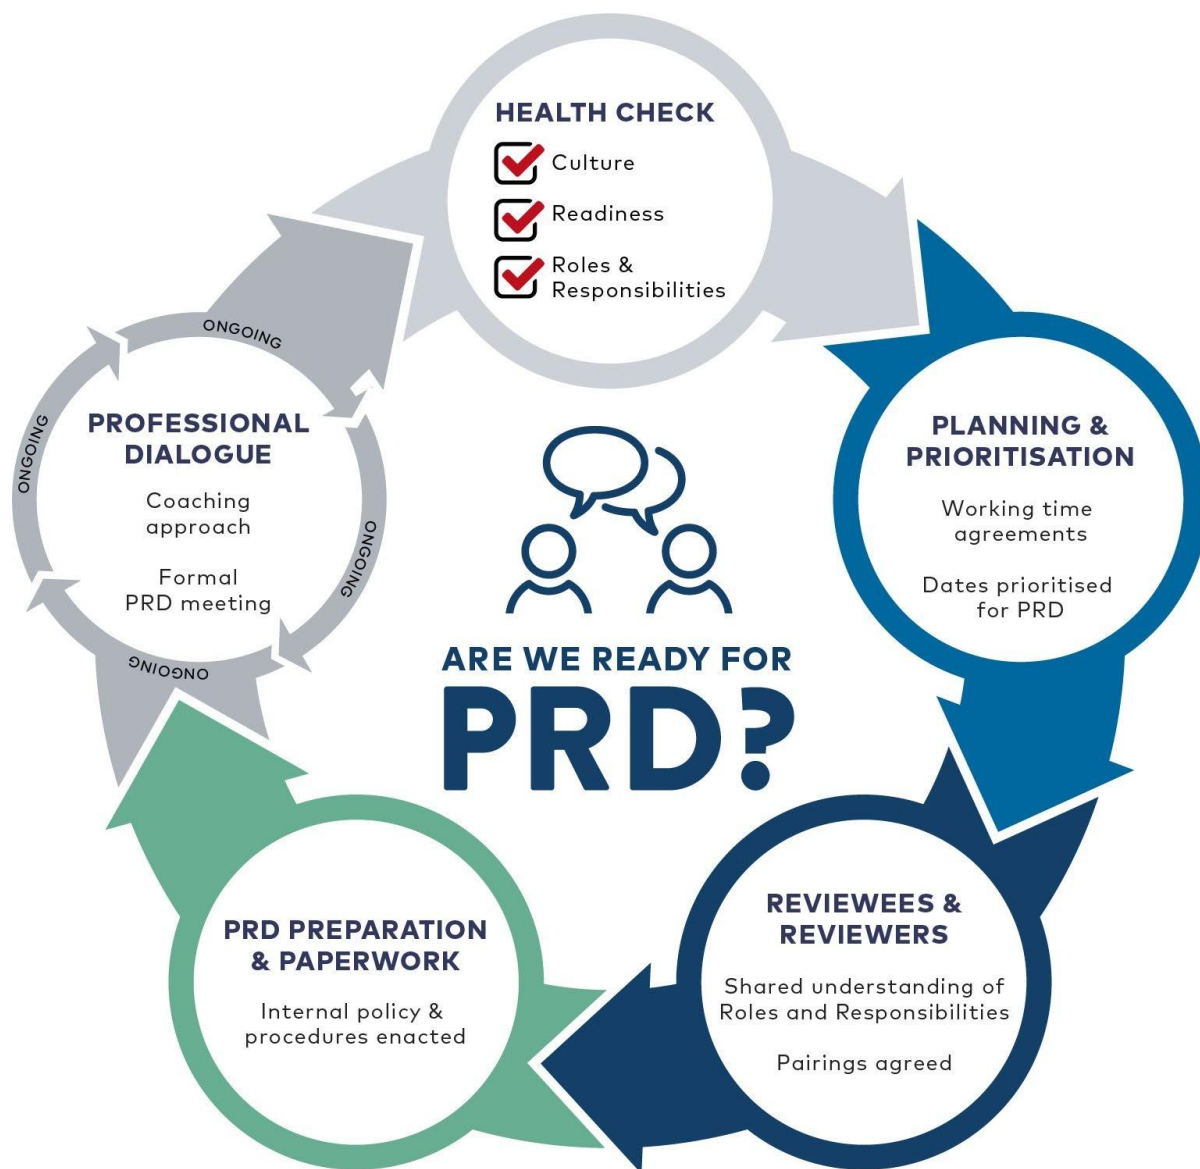 HEALTH CHECK
Culture
Readiness
Roles &
Responsibilities
PLANNING &
PRIORITISATION
Working time
agreements
Dates prioritised
for PRD
REVIEWEES &
REVIEWERS
Shared understanding of
Roles and Responsibilities
Pairings agreed
PRD PREPARATION
& PAPERWORK
Internal policy &
procedures enacted
PROFESSIONAL
DIALOGUE
Coaching
approach
Formal
PRD meeting
ONGOING
ONGOING
ONGOING
ONGOING
ARE WE READY FOR
PRD?